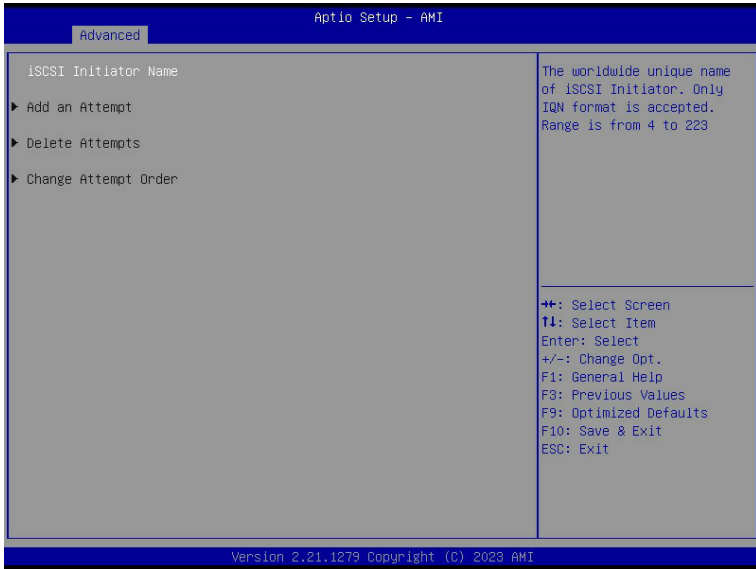 Aptio Setup – AMI
Advanced
iSCSI Initiator Name
▶ Add an Attempt
▶ Delete Attempts
▶ Change Attempt Order
The worldwide unique name
of iSCSI Initiator. Only
IQN format is accepted.
Range is from 4 to 223
→←: Select Screen
↑↓: Select Item
Enter: Select
+/-: Change Opt.
F1: General Help
F3: Previous Values
F9: Optimized Defaults
F10: Save & Exit
ESC: Exit
Version 2.21.1279 Copyright (C) 2023 AMI